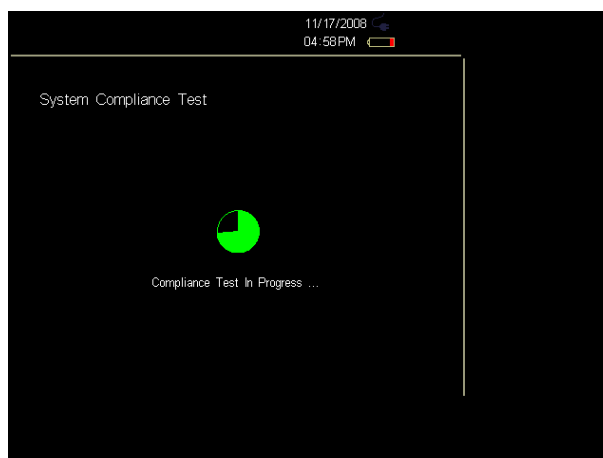 11/17/2008
04:58PM
System Compliance Test
Compliance Test In Progress ...